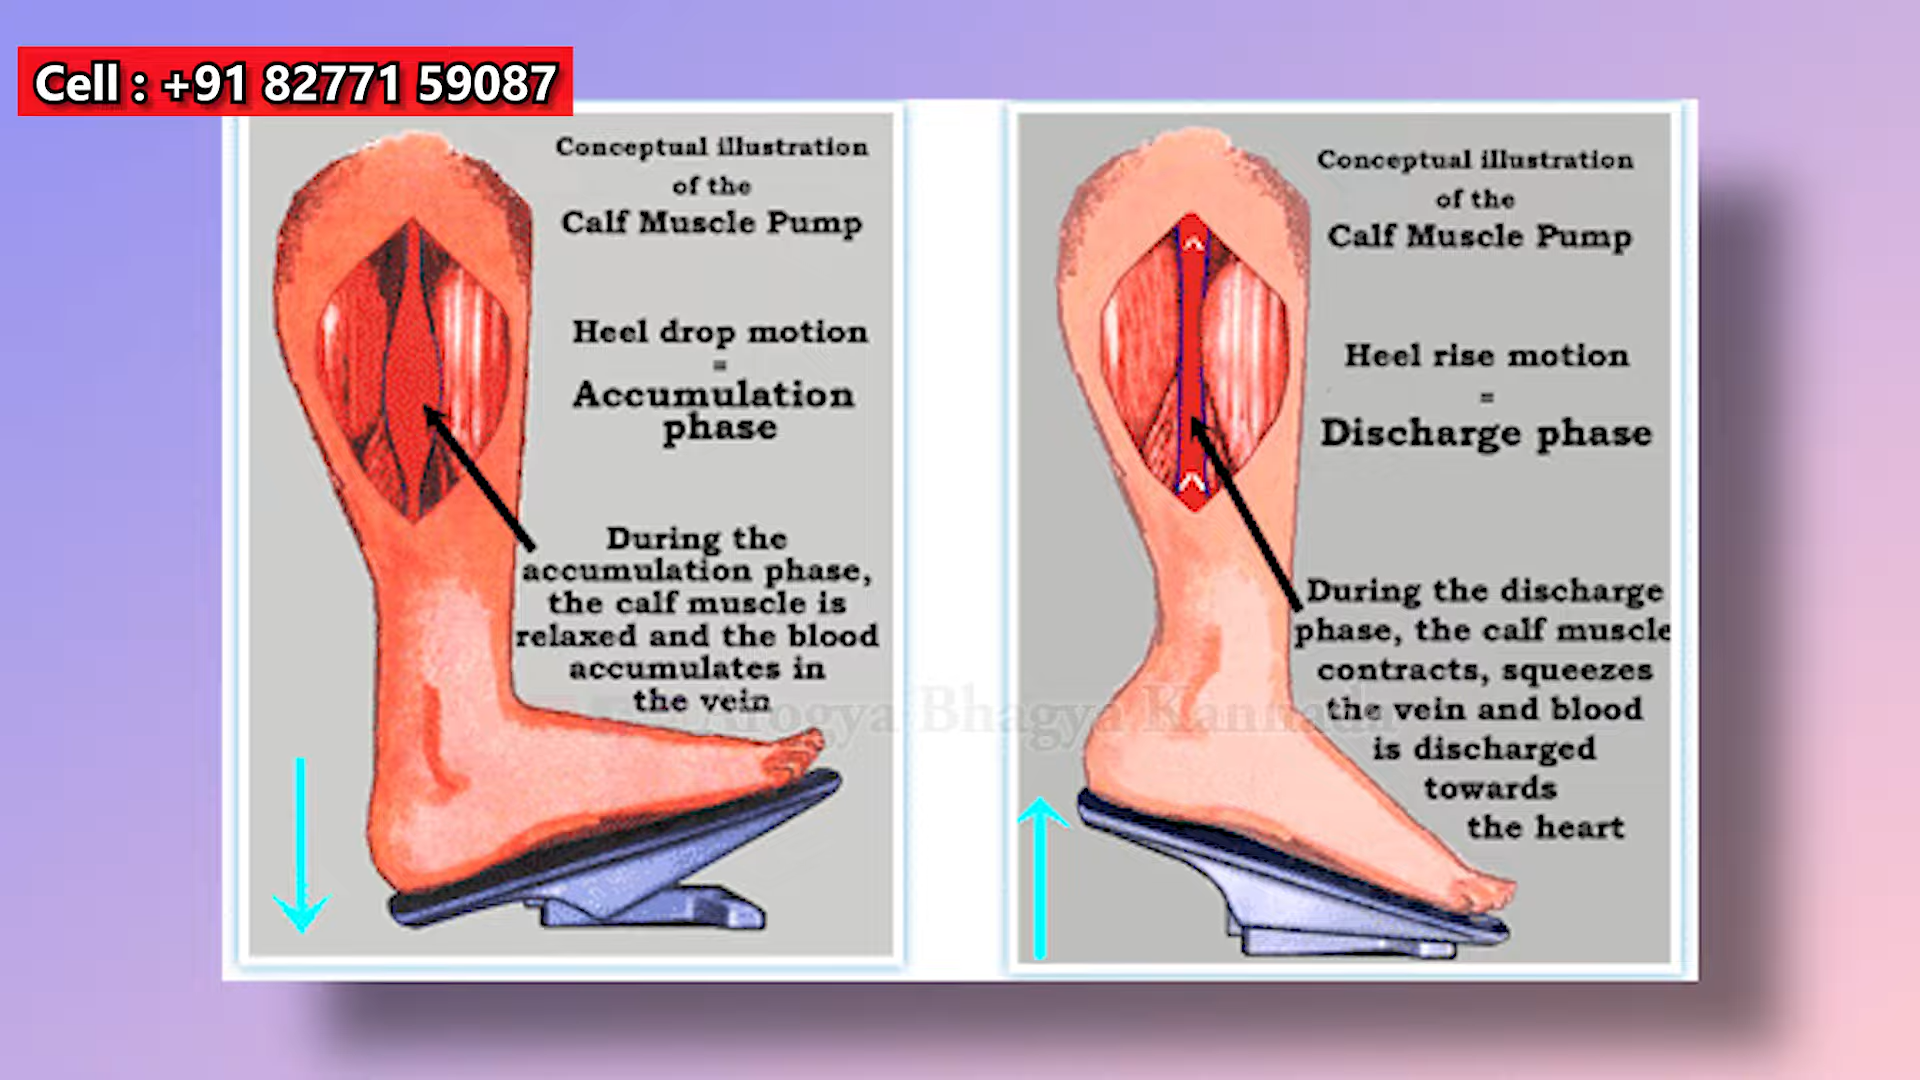 Cell : +91 82771 59087
Conceptual illustration
of the
Calf Muscle Pump
Heel drop motion
=
Accumulation
phase
During the
accumulation phase,
the calf muscle is
relaxed and the blood
accumulates in
the vein
Conceptual illustration
of the
Calf Muscle Pump
Heel rise motion
=
Discharge phase
During the discharge
phase, the calf muscle
contracts, squeezes
the vein and blood
is discharged
towards
the heart
Arogya Bhagya Kannada